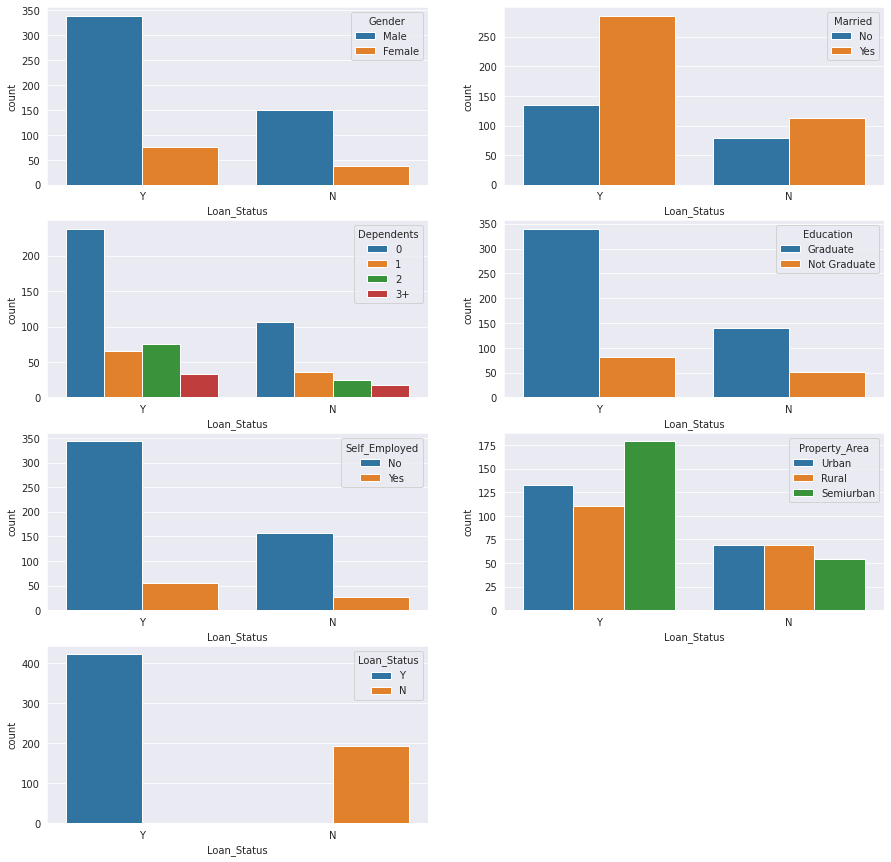 350
300
250
200
150
100
50
0
count
Y
N
Loan_Status
Gender
Male
Female
250
200
150
100
50
0
count
Y
N
Loan_Status
Married
No
Yes
200
150
100
50
0
count
Y
N
Loan_Status
Dependents
0
1
2
3+
350
300
250
200
150
100
50
0
count
Y
N
Loan_Status
Education
Graduate
Not Graduate
350
300
250
200
150
100
50
0
count
Y
N
Loan_Status
Self_Employed
No
Yes
175
150
125
100
75
50
25
0
count
Y
N
Loan_Status
Property_Area
Urban
Rural
Semiurban
400
300
200
100
0
count
Y
N
Loan_Status
Loan_Status
Y
N